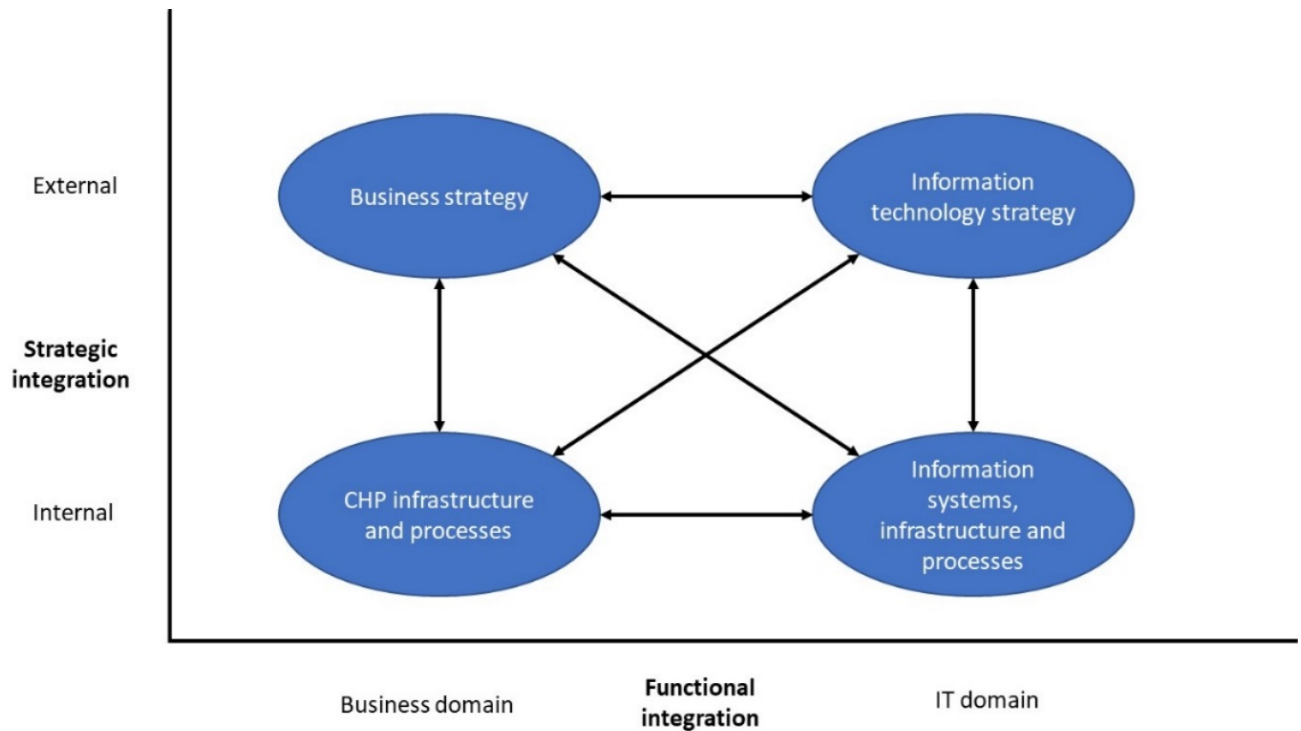 External
Business strategy
Information
technology strategy
Strategic
integration
Internal
CHP infrastructure
and processes
Information
systems,
infrastructure and
processes
Business domain
Functional
integration
IT domain